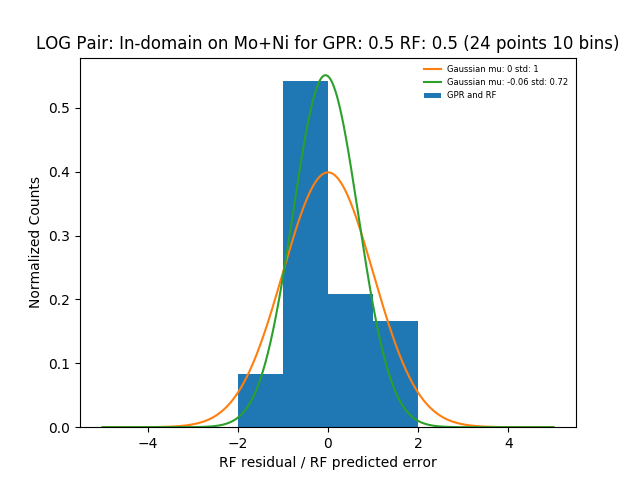 LOG Pair: In-domain on Mo+Ni for GPR: 0.5 RF: 0.5 (24 points 10 bins)
Gaussian mu: 0 std: 1
Gaussian mu: -0.06 std: 0.72
GPR and RF
Normalized Counts
0.5
0.4
0.3
0.2
0.1
0.0
−4
−2
0
2
4
RF residual / RF predicted error